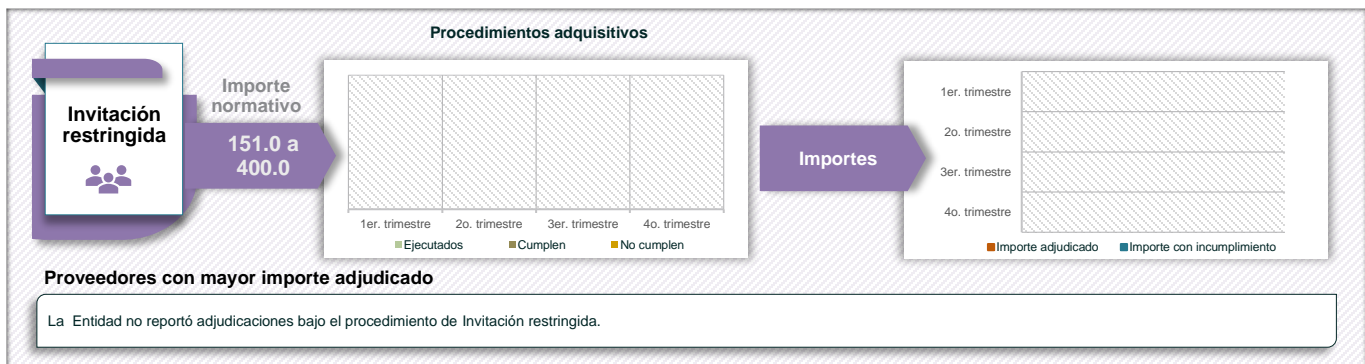 Procedimientos adquisitivos
Invitación
restringida
Importe
normativo
151.0 a
400.0
1er. trimestre
2o. trimestre
3er. trimestre
4o. trimestre
Ejecutados
Cumplen
No cumplen
Importes
1er. trimestre
2o. trimestre
3er. trimestre
4o. trimestre
Importe adjudicado
Importe con incumplimiento
Proveedores con mayor importe adjudicado
La Entidad no reportó adjudicaciones bajo el procedimiento de Invitación restringida.